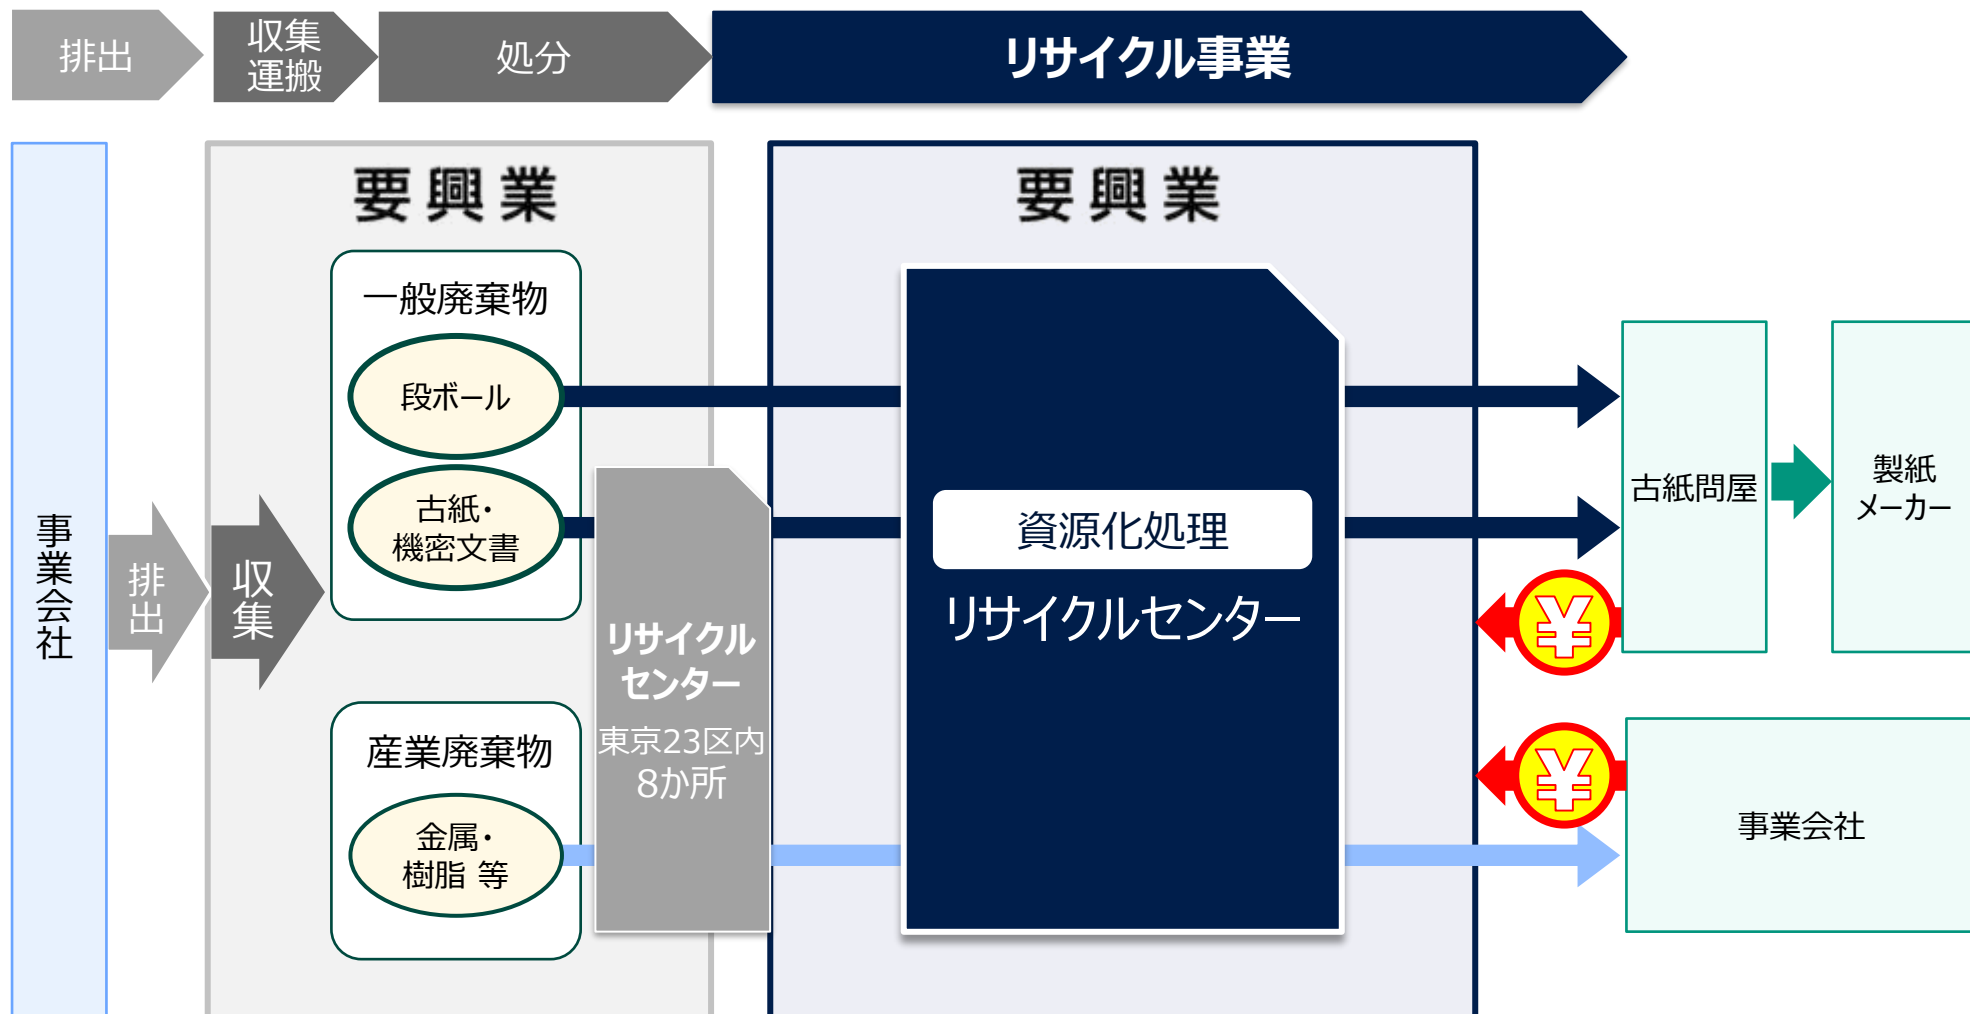 排出
収集
運搬
処分
リサイクル事業
事業会社
排出
収集
要興業
一般廃棄物
段ボール
古紙・
機密文書
産業廃棄物
金属・
樹脂 等
リサイクル
センター
東京23区内
8か所
要興業
資源化処理
リサイクルセンター
¥
¥
古紙問屋
製紙
メーカー
事業会社